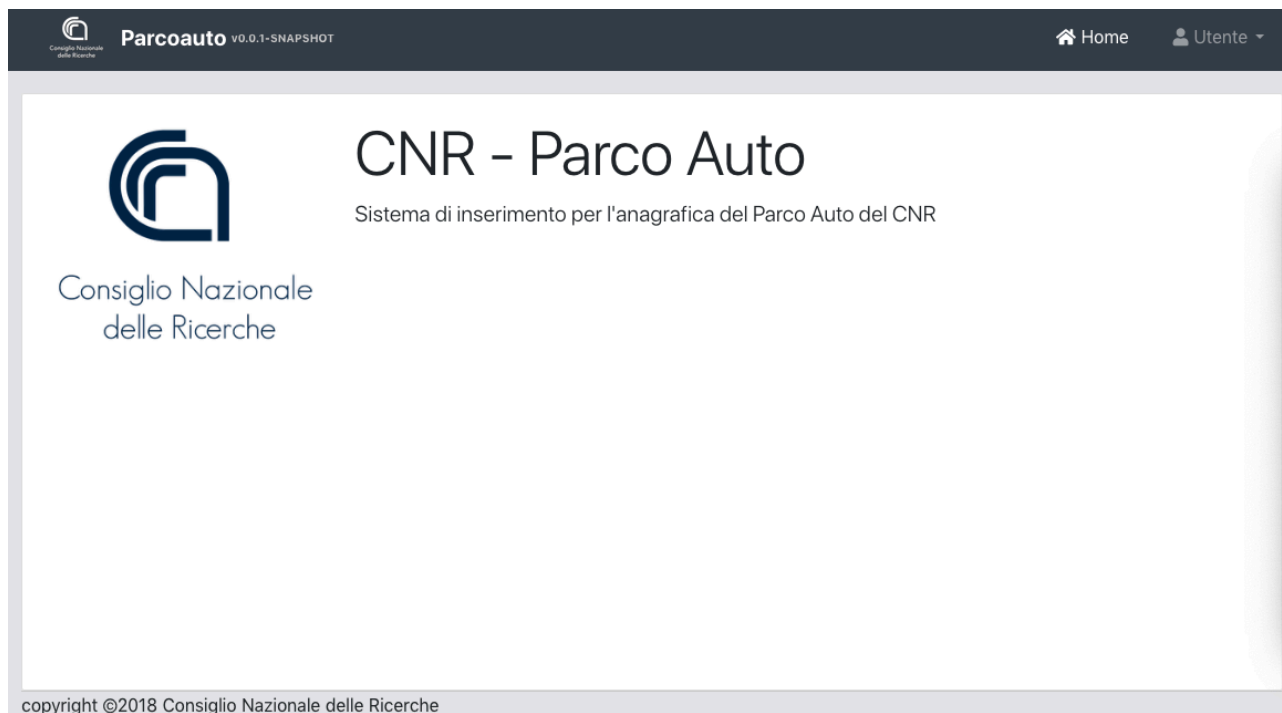 Consiglio Nazionale
delle Ricerche
Parcoauto v0.0.1-SNAPSHOT
Home
Utente
CNR - Parco Auto
Sistema di inserimento per l'anagrafica del Parco Auto del CNR
Consiglio Nazionale
delle Ricerche
copyright ©2018 Consiglio Nazionale delle Ricerche